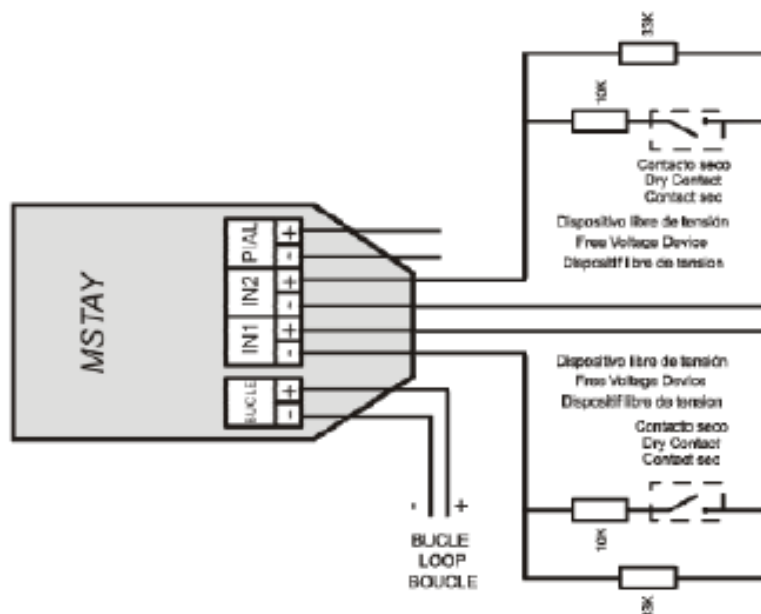 33K
10K
Contacto seco
Dry Contact
Contact sec
Dispositivo libre de tensión
Free Voltage Device
Dispositif libre de tension
MSTAY
PIAL
+
-
IN2
+
-
IN1
+
-
BUCLE
+
-
Dispositivo libre de tensión
Free Voltage Device
Dispositif libre de tension
Contacto seco
Dry Contact
Contact sec
- +
BUCLE
LOOP
BOUCLE
10K